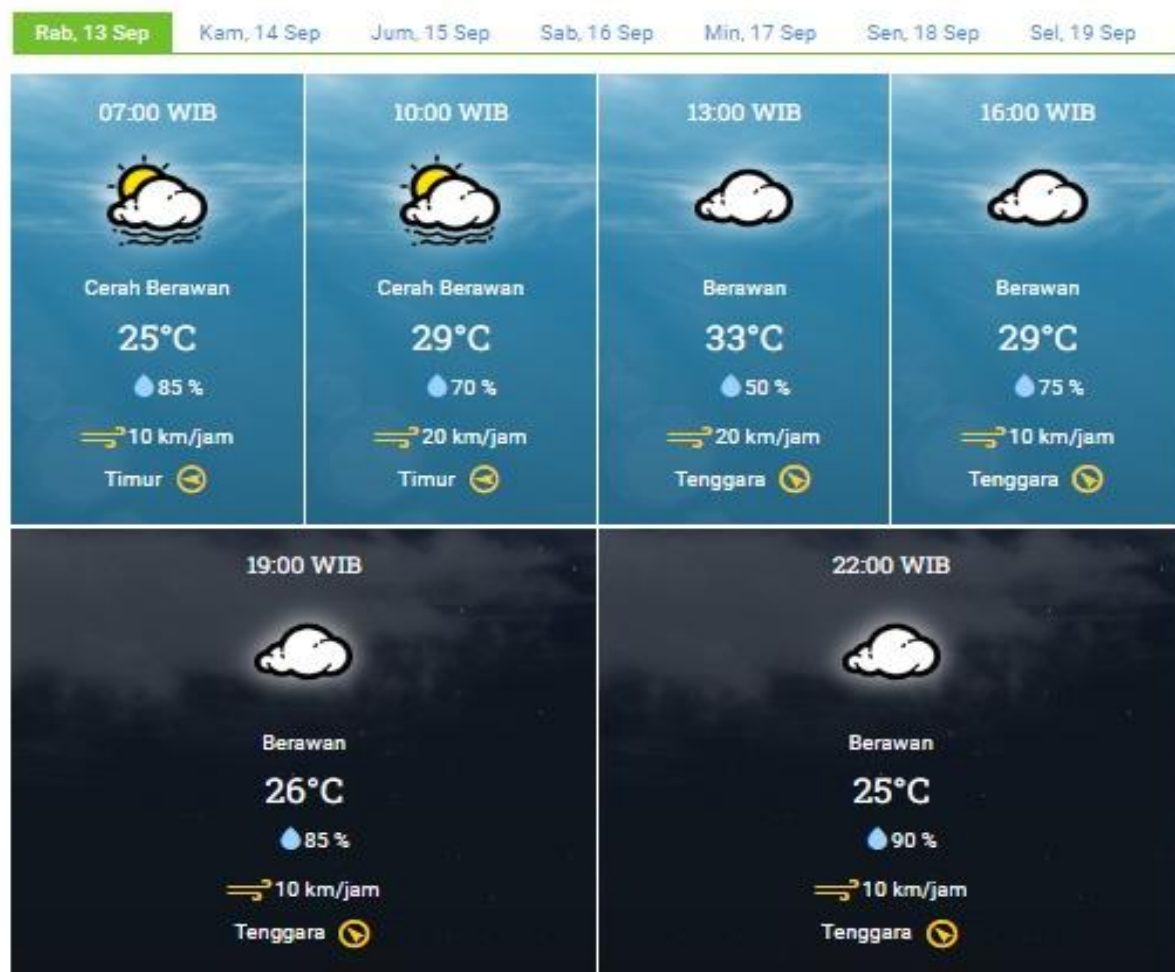 Rab, 13 Sep Kam, 14 Sep Jum, 15 Sep Sab, 16 Sep Min, 17 Sep Sen, 18 Sep Sel, 19 Sep
07:00 WIB 10:00 WIB 13:00 WIB 16:00 WIB
Cerah Berawan Cerah Berawan Berawan Berawan
25°C 29°C 33°C 29°C
85 % 70 % 50 % 75 %
10 km/jam 20 km/jam 20 km/jam 10 km/jam
Timur Timur Tenggara Tenggara
19:00 WIB 22:00 WIB
Berawan Berawan
26°C 25°C
85 % 90 %
10 km/jam 10 km/jam
Tenggara Tenggara